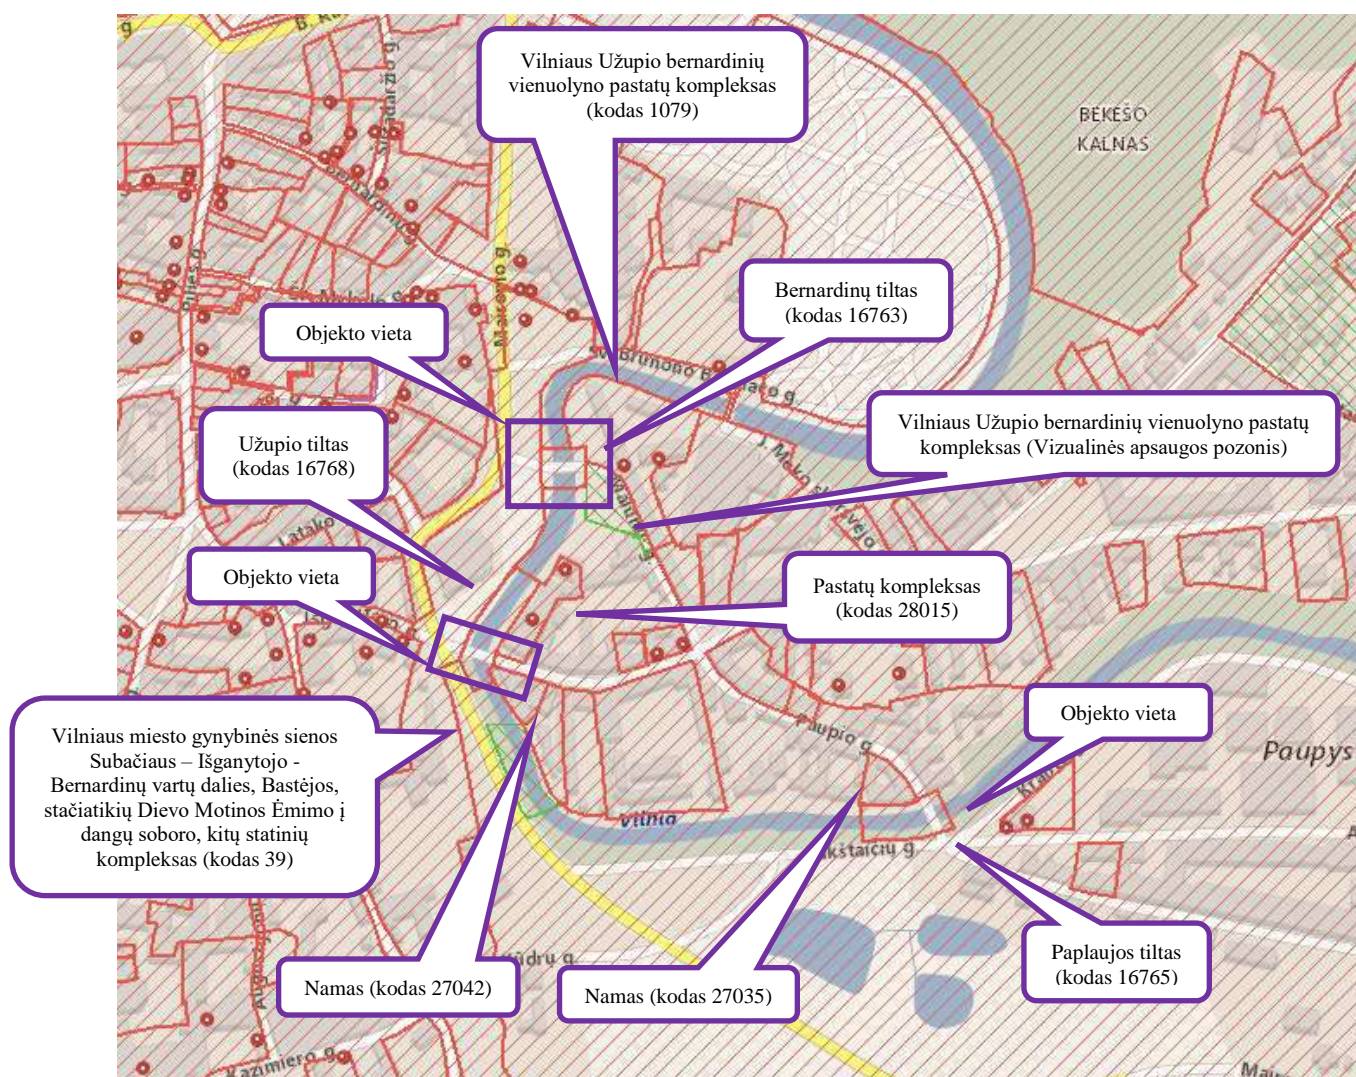 Vilniaus Užupio bernardinių
vienuolyno pastatų kompleksas
(kodas 1079)
BEKEŠO
KALNAS
Pilies g.
Maironio g.
Bernardinų tiltas
(kodas 16763)
Objekto vieta
Vilniaus Užupio bernardinių vienuolyno pastatų
kompleksas (Vizualinės apsaugos pozonis)
Užupio tiltas
(kodas 16768)
Latako
Objekto vieta
Pastatų kompleksas
(kodas 28015)
Objekto vieta
Paupio g.
Paupys
Vilniaus miesto gynybinės sienos
Subačiaus – Išganytojo -
Bernardinų vartų dalies, Bastėjos,
stačiatikių Dievo Motinos Ėmimo į
dangų soboro, kitų statinių
kompleksas (kodas 39)
Vilnia
kštaičių g.
Paplaujos tiltas
(kodas 16765)
Namas (kodas 27042)
Namas (kodas 27035)
Kazimiero g.